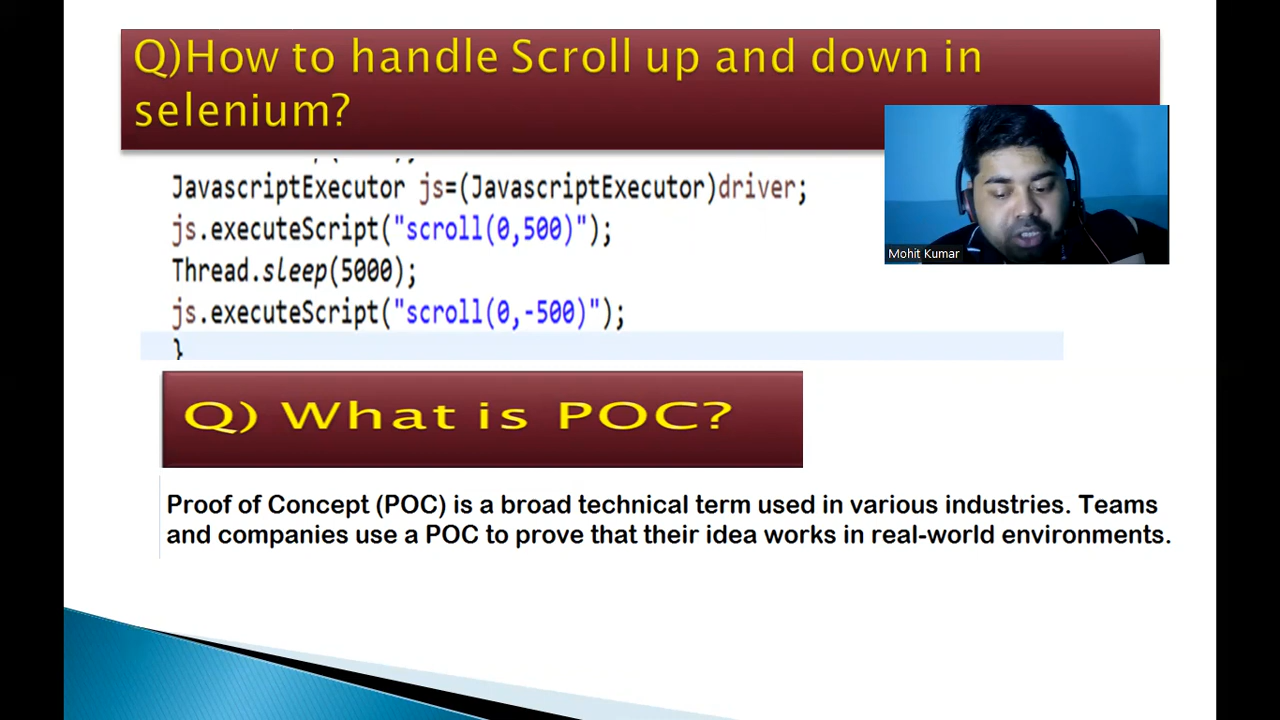 Q)How to handle Scroll up and down in
selenium?
JavascriptExecutor js=(JavascriptExecutor)driver;
js.executeScript("scroll(0,500)");
Thread.sleep(5000);
js.executeScript("scroll(0,-500)");
}
Mohit Kumar
Q) What is POC?
Proof of Concept (POC) is a broad technical term used in various industries. Teams
and companies use a POC to prove that their idea works in real-world environments.